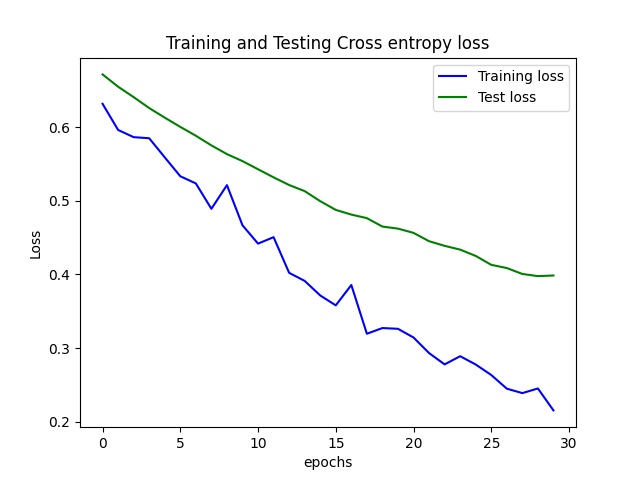 Training and Testing Cross entropy loss
Training loss
Test loss
Loss
0.6
0.5
0.4
0.3
0.2
0 5 10 15 20 25 30
epochs